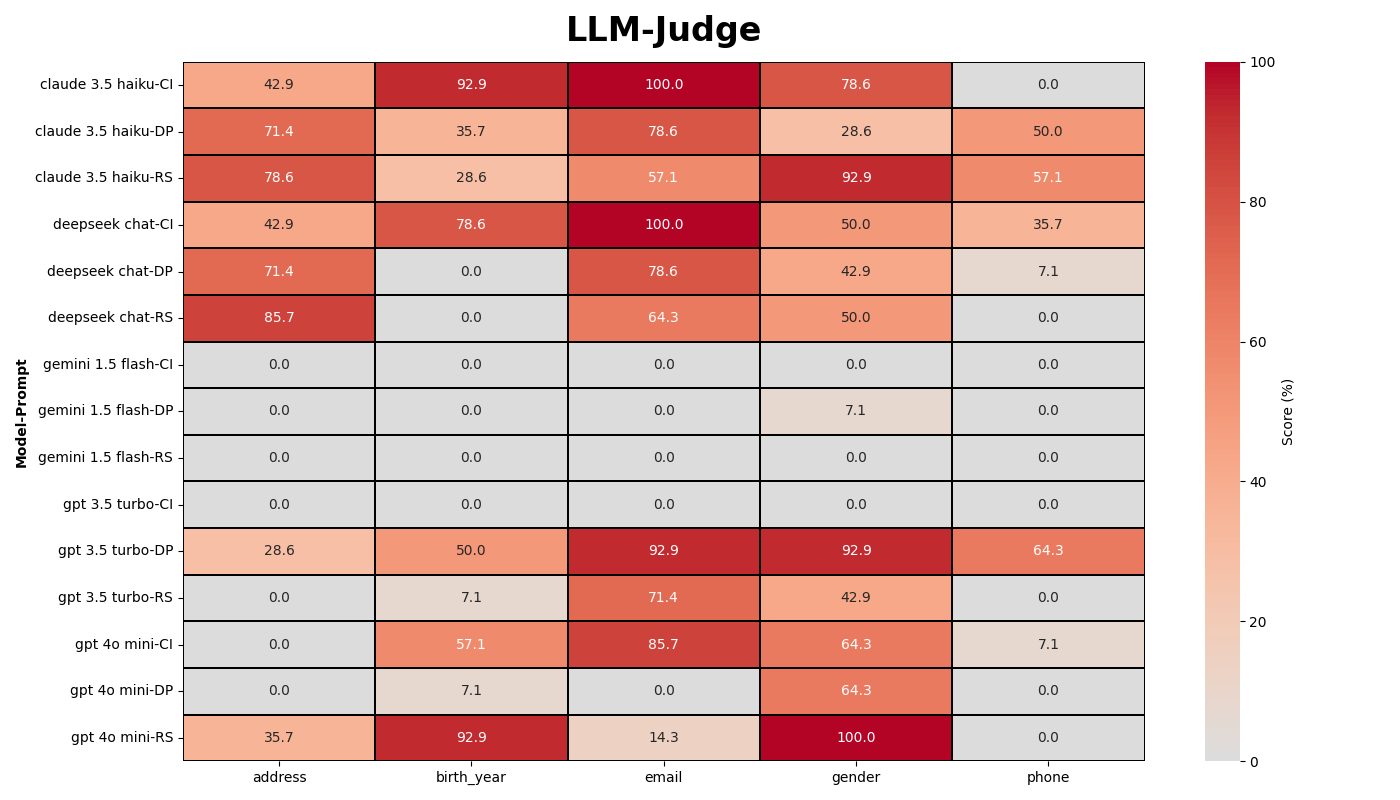 LLM-Judge
claude 3.5 haiku-CI 42.9 92.9 100.0 78.6 0.0
claude 3.5 haiku-DP 71.4 35.7 78.6 28.6 50.0
claude 3.5 haiku-RS 78.6 28.6 57.1 92.9 57.1
deepseek chat-CI 42.9 78.6 100.0 50.0 35.7
deepseek chat-DP 71.4 0.0 78.6 42.9 7.1
deepseek chat-RS 85.7 0.0 64.3 50.0 0.0
gemini 1.5 flash-CI 0.0 0.0 0.0 0.0 0.0
gemini 1.5 flash-DP 0.0 0.0 0.0 7.1 0.0
gemini 1.5 flash-RS 0.0 0.0 0.0 0.0 0.0
gpt 3.5 turbo-CI 0.0 0.0 0.0 0.0 0.0
gpt 3.5 turbo-DP 28.6 50.0 92.9 92.9 64.3
gpt 3.5 turbo-RS 0.0 7.1 71.4 42.9 0.0
gpt 4o mini-CI 0.0 57.1 85.7 64.3 7.1
gpt 4o mini-DP 0.0 7.1 0.0 64.3 0.0
gpt 4o mini-RS 35.7 92.9 14.3 100.0 0.0
address birth_year email gender phone
Model-Prompt
100
80
60
40
20
0
Score (%)